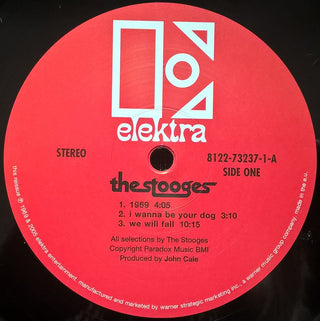 elektra
STEREO
8122-73237-1-A
SIDE ONE
the stooges
1. 1969 4:05
2. i wanna be your dog 3:10
3. we will fall 10:15
All selections by The Stooges
Copyright Paradox Music BMI
Produced by John Cale
this reissue ℗ 1969 & 2005 elektra entertainment. manufactured and marketed by warner strategic marketing inc., a warner music group company. made in the e.u.